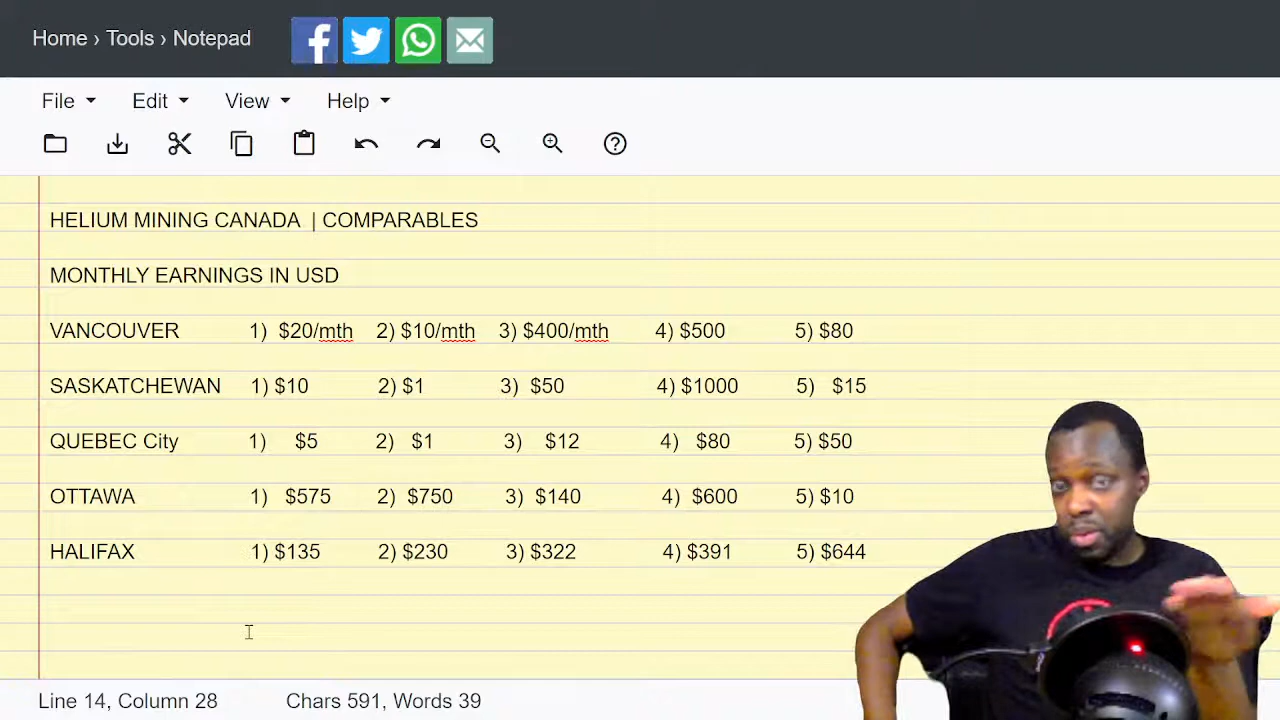 Home › Tools › Notepad
File Edit View Help
HELIUM MINING CANADA | COMPARABLES
MONTHLY EARNINGS IN USD
VANCOUVER 1) $20/mth 2) $10/mth 3) $400/mth 4) $500 5) $80
SASKATCHEWAN 1) $10 2) $1 3) $50 4) $1000 5) $15
QUEBEC City 1) $5 2) $1 3) $12 4) $80 5) $50
OTTAWA 1) $575 2) $750 3) $140 4) $600 5) $10
HALIFAX 1) $135 2) $230 3) $322 4) $391 5) $644
Line 14, Column 28 Chars 591, Words 39